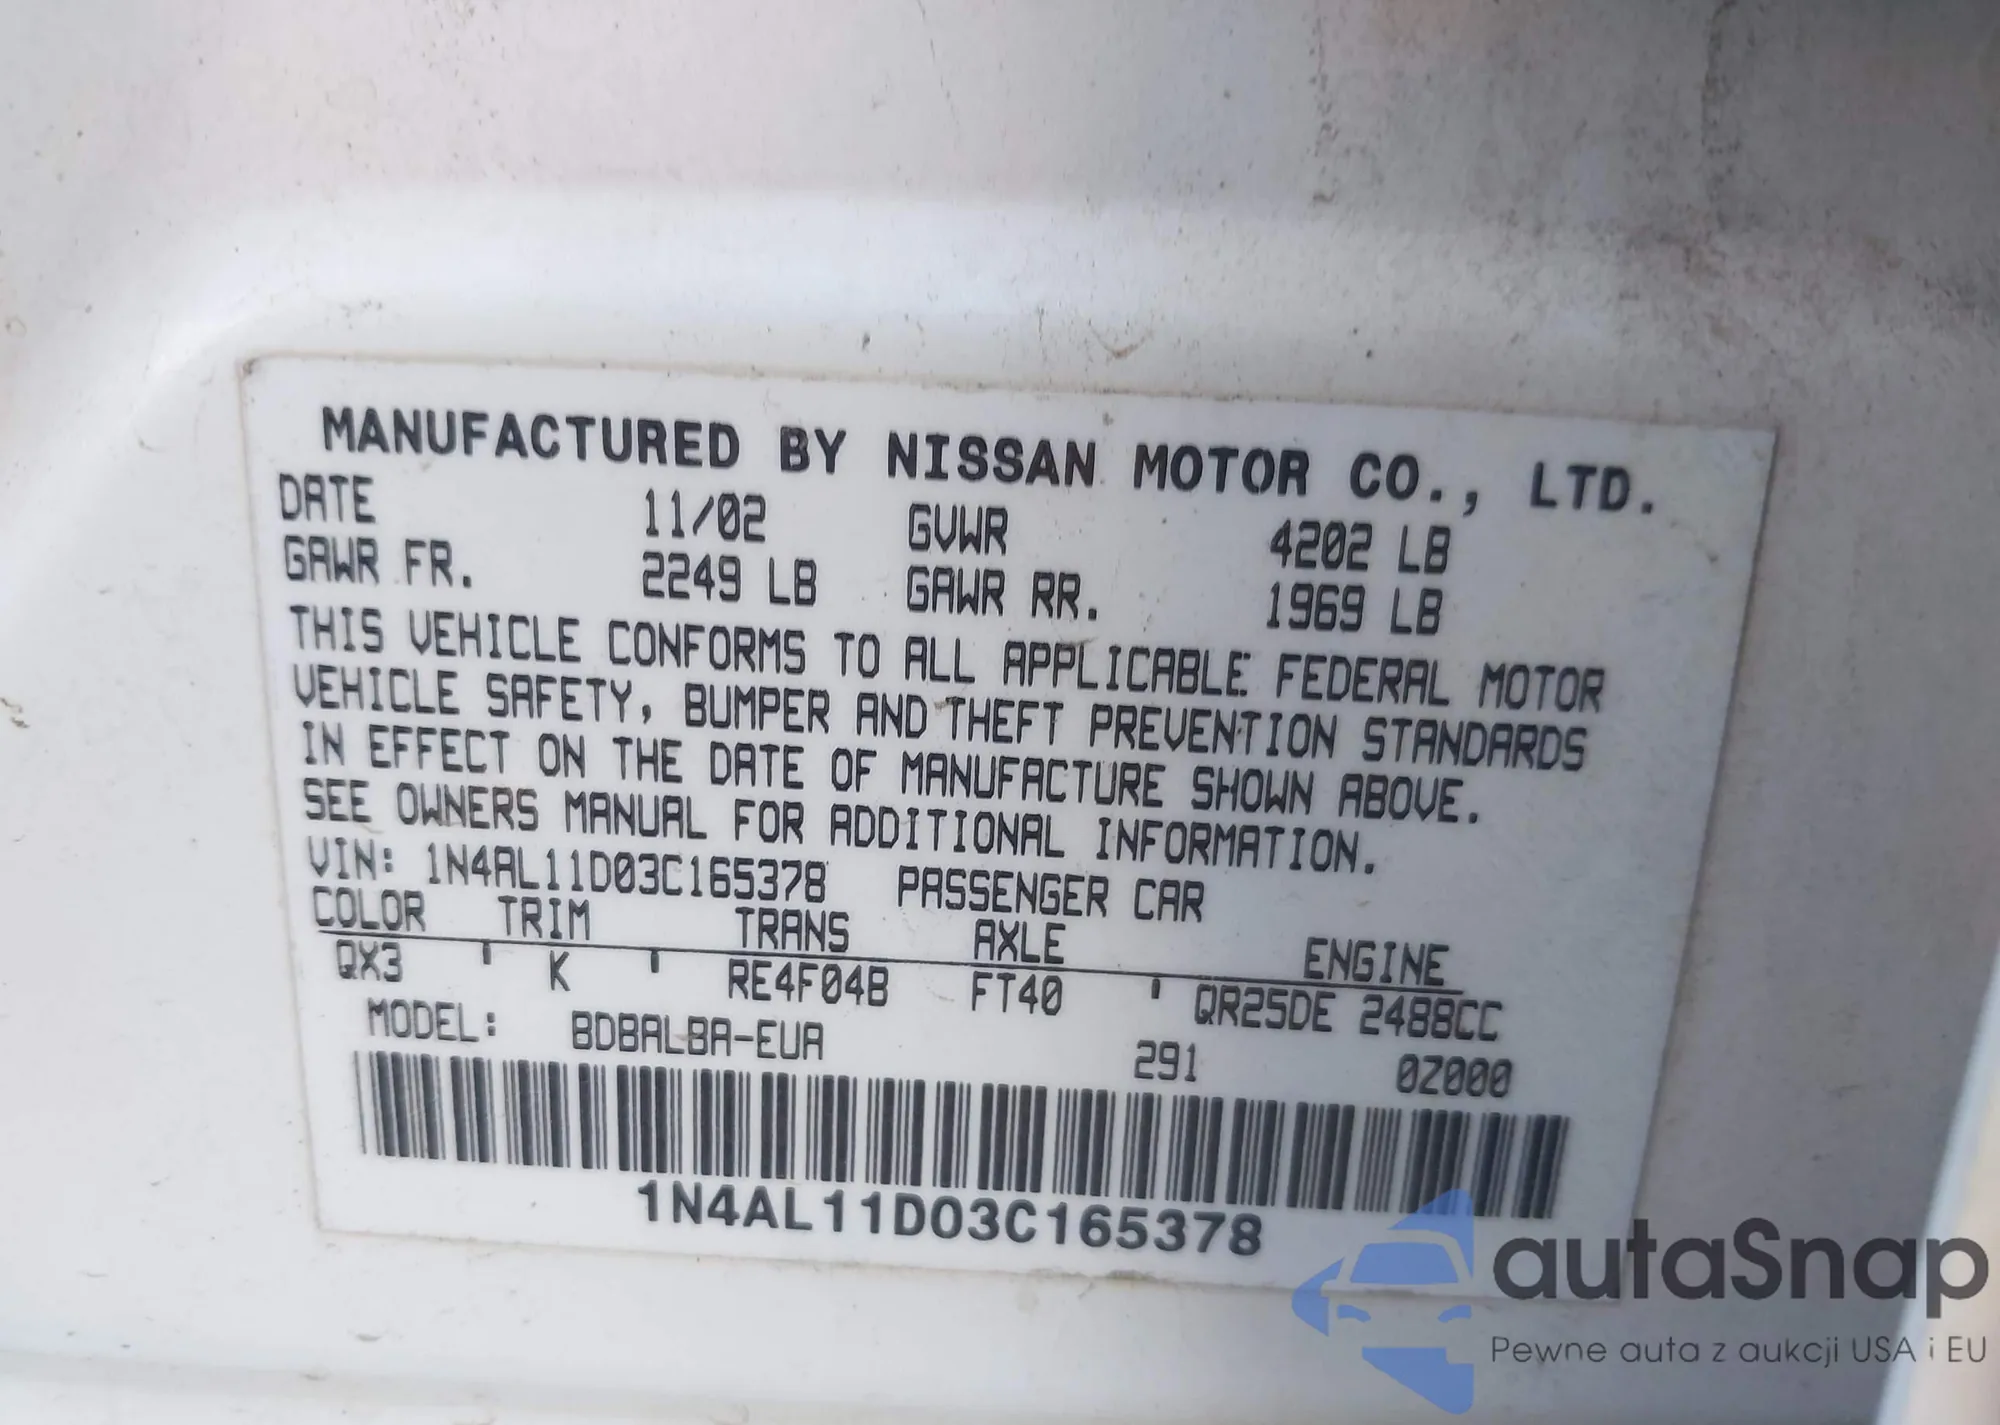 MANUFACTURED BY NISSAN MOTOR CO., LTD.
DATE 11/02 GVWR 4202 LB
GAWR FR. 2249 LB GAWR RR. 1969 LB
THIS VEHICLE CONFORMS TO ALL APPLICABLE FEDERAL MOTOR
VEHICLE SAFETY, BUMPER AND THEFT PREVENTION STANDARDS
IN EFFECT ON THE DATE OF MANUFACTURE SHOWN ABOVE.
SEE OWNERS MANUAL FOR ADDITIONAL INFORMATION.
VIN: 1N4AL11D03C165378 PASSENGER CAR
COLOR TRIM TRANS AXLE ENGINE
QX3 K RE4F04B FT40 QR25DE 2488CC
MODEL: BDBALBA-EUA 291 0Z000
1N4AL11D03C165378
autaSnap
Pewne auta z aukcji USA i EU